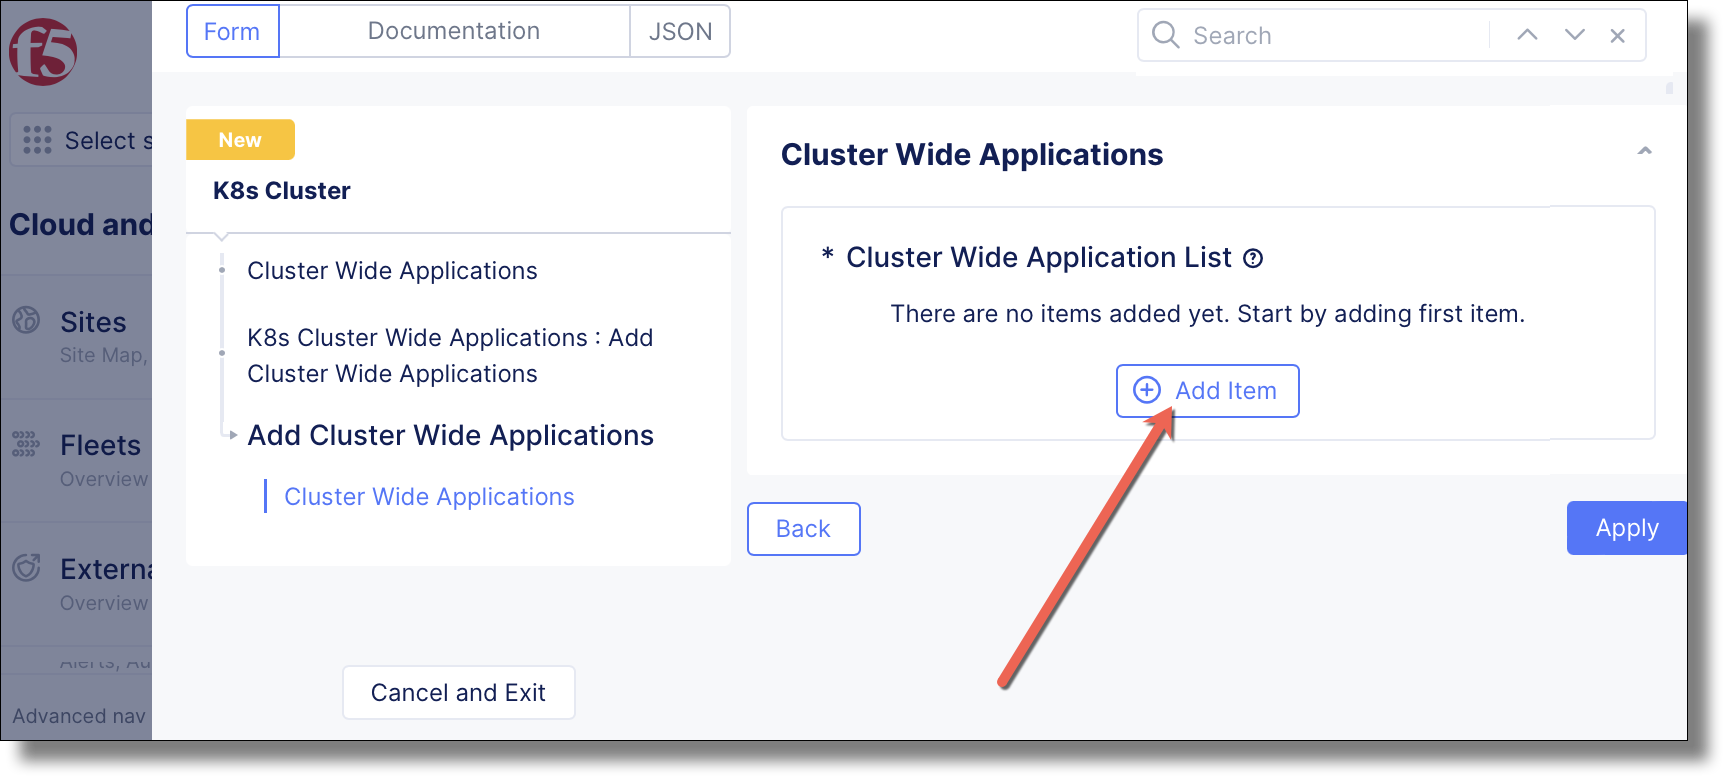 f5
Form
Documentation
JSON
Search
Select s
Cloud and
Sites
Site Map,
Fleets
Overview
Externa
Overview
Alerts, Au
Advanced nav
New
K8s Cluster
Cluster Wide Applications
K8s Cluster Wide Applications : Add
Cluster Wide Applications
Add Cluster Wide Applications
Cluster Wide Applications
Cancel and Exit
Cluster Wide Applications
* Cluster Wide Application List
There are no items added yet. Start by adding first item.
Add Item
Back
Apply